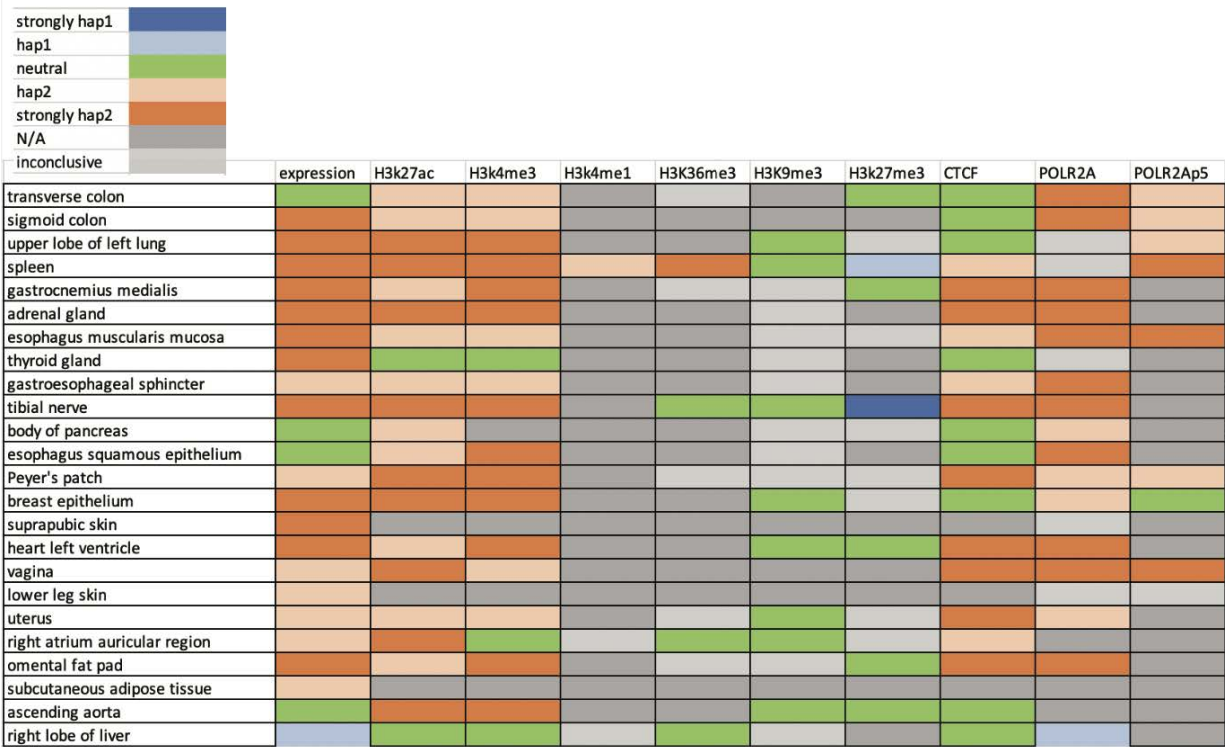 strongly hap1
hap1
neutral
hap2
strongly hap2
N/A
inconclusive
expression H3k27ac H3k4me3 H3k4me1 H3K36me3 H3K9me3 H3k27me3 CTCF POLR2A POLR2Ap5
transverse colon
sigmoid colon
upper lobe of left lung
spleen
gastrocnemius medialis
adrenal gland
esophagus muscularis mucosa
thyroid gland
gastroesophageal sphincter
tibial nerve
body of pancreas
esophagus squamous epithelium
Peyer's patch
breast epithelium
suprapubic skin
heart left ventricle
vagina
lower leg skin
uterus
right atrium auricular region
omental fat pad
subcutaneous adipose tissue
ascending aorta
right lobe of liver